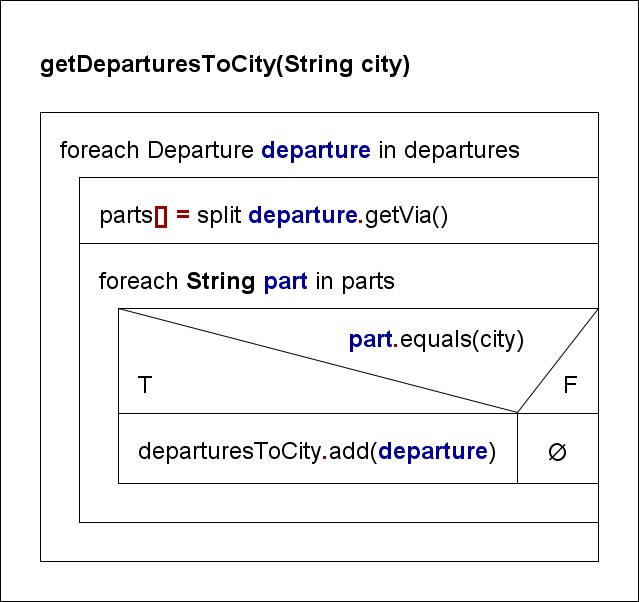 getDeparturesToCity(String city)
foreach Departure departure in departures
parts[] = split departure.getVia()
foreach String part in parts
part.equals(city)
T
F
departuresToCity.add(departure)
Ø